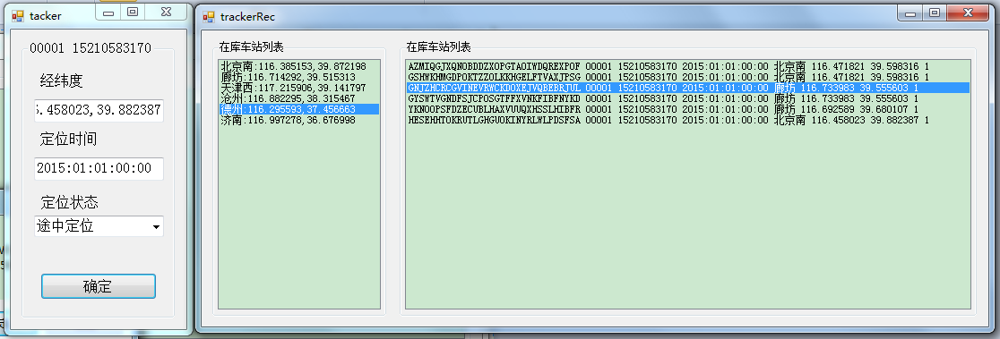 tacker
00001 15210583170
经纬度
.458023,39.882387
定位时间
2015:01:01:00:00
定位状态
途中定位
确定
trackerRec
在库车站列表
北京南:116.385153,39.872198
廊坊:116.714292,39.515313
天津西:117.215906,39.141797
沧州:116.882295,38.315467
德州:116.295593,37.456663
济南:116.997278,36.676998
在库车站列表
AZMIQGJXQNOBDDZXOPGTAOIWDQREXPOF 00001 15210583170 2015:01:01:00:00 北京南 116.471821 39.598316 1
GSHWKHMGDPOKTZZOLKKHGELFTVAXJPSG 00001 15210583170 2015:01:01:00:00 北京南 116.471821 39.598316 1
GNJZHCRCGVINEVRWCKDOXEJVQBEBRJUL 00001 15210583170 2015:01:01:00:00 廊坊 116.733983 39.555603 1
GYSWTVGNDFSJCPOSGTFFXVNKFIBFNYKD 00001 15210583170 2015:01:01:00:00 廊坊 116.733983 39.555603 1
YKNOOPSFDZECUBLHAXVUUQXHSSLHIBFR 00001 15210583170 2015:01:01:00:00 廊坊 116.692589 39.680107 1
HESEHHTOKRUTLGHGUOKINYRLWLPDSFSA 00001 15210583170 2015:01:01:00:00 北京南 116.458023 39.882387 1